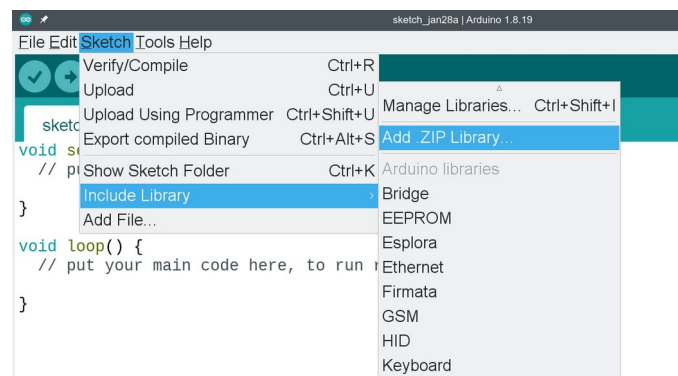 sketch_jan28a | Arduino 1.8.19
File Edit Sketch Tools Help
Verify/Compile Ctrl+R
Upload Ctrl+U
Upload Using Programmer Ctrl+Shift+U
Export compiled Binary Ctrl+Alt+S
Show Sketch Folder Ctrl+K
Include Library
Add File...
Manage Libraries... Ctrl+Shift+I
Add .ZIP Library...
Arduino libraries
Bridge
EEPROM
Esplora
Ethernet
Firmata
GSM
HID
Keyboard
sketc
void se
// pu
}
void loop() {
// put your main code here, to run
}